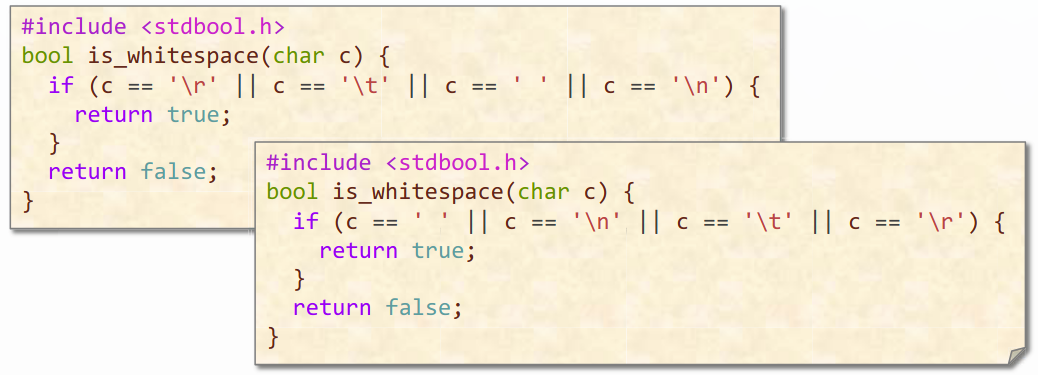 #include <stdbool.h>
bool is_whitespace(char c) {
  if (c == '\r' || c == '\t' || c == ' ' || c == '\n') {
    return true;
  }
  return false;
}
#include <stdbool.h>
bool is_whitespace(char c) {
  if (c == ' ' || c == '\n' || c == '\t' || c == '\r') {
    return true;
  }
  return false;
}